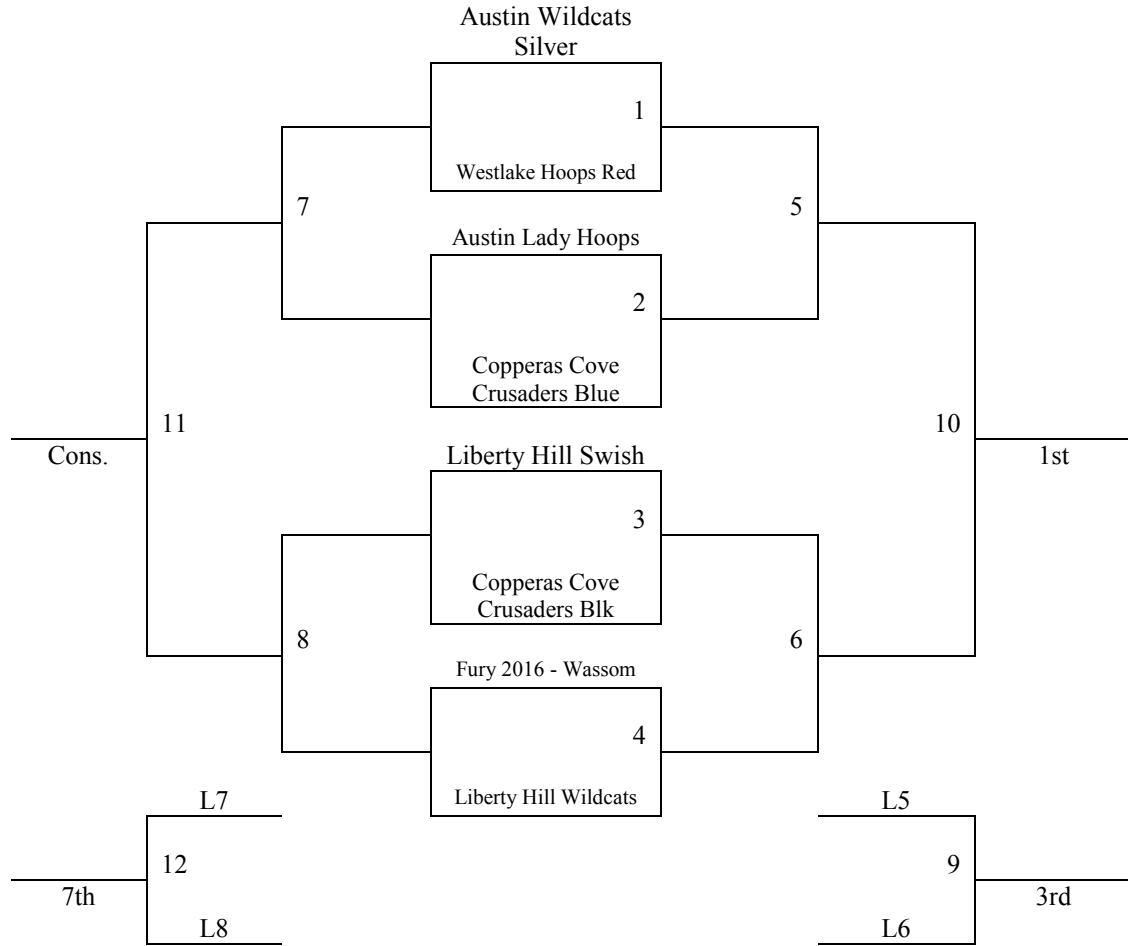 Austin Wildcats
Silver
1
Westlake Hoops Red
7
5
Austin Lady Hoops
2
Copperas Cove
Crusaders Blue
11
10
Cons.
1st
Liberty Hill Swish
3
Copperas Cove
Crusaders Blk
8
6
Fury 2016 - Wassom
4
Liberty Hill Wildcats
L7
L5
12
9
7th
3rd
L8
L6